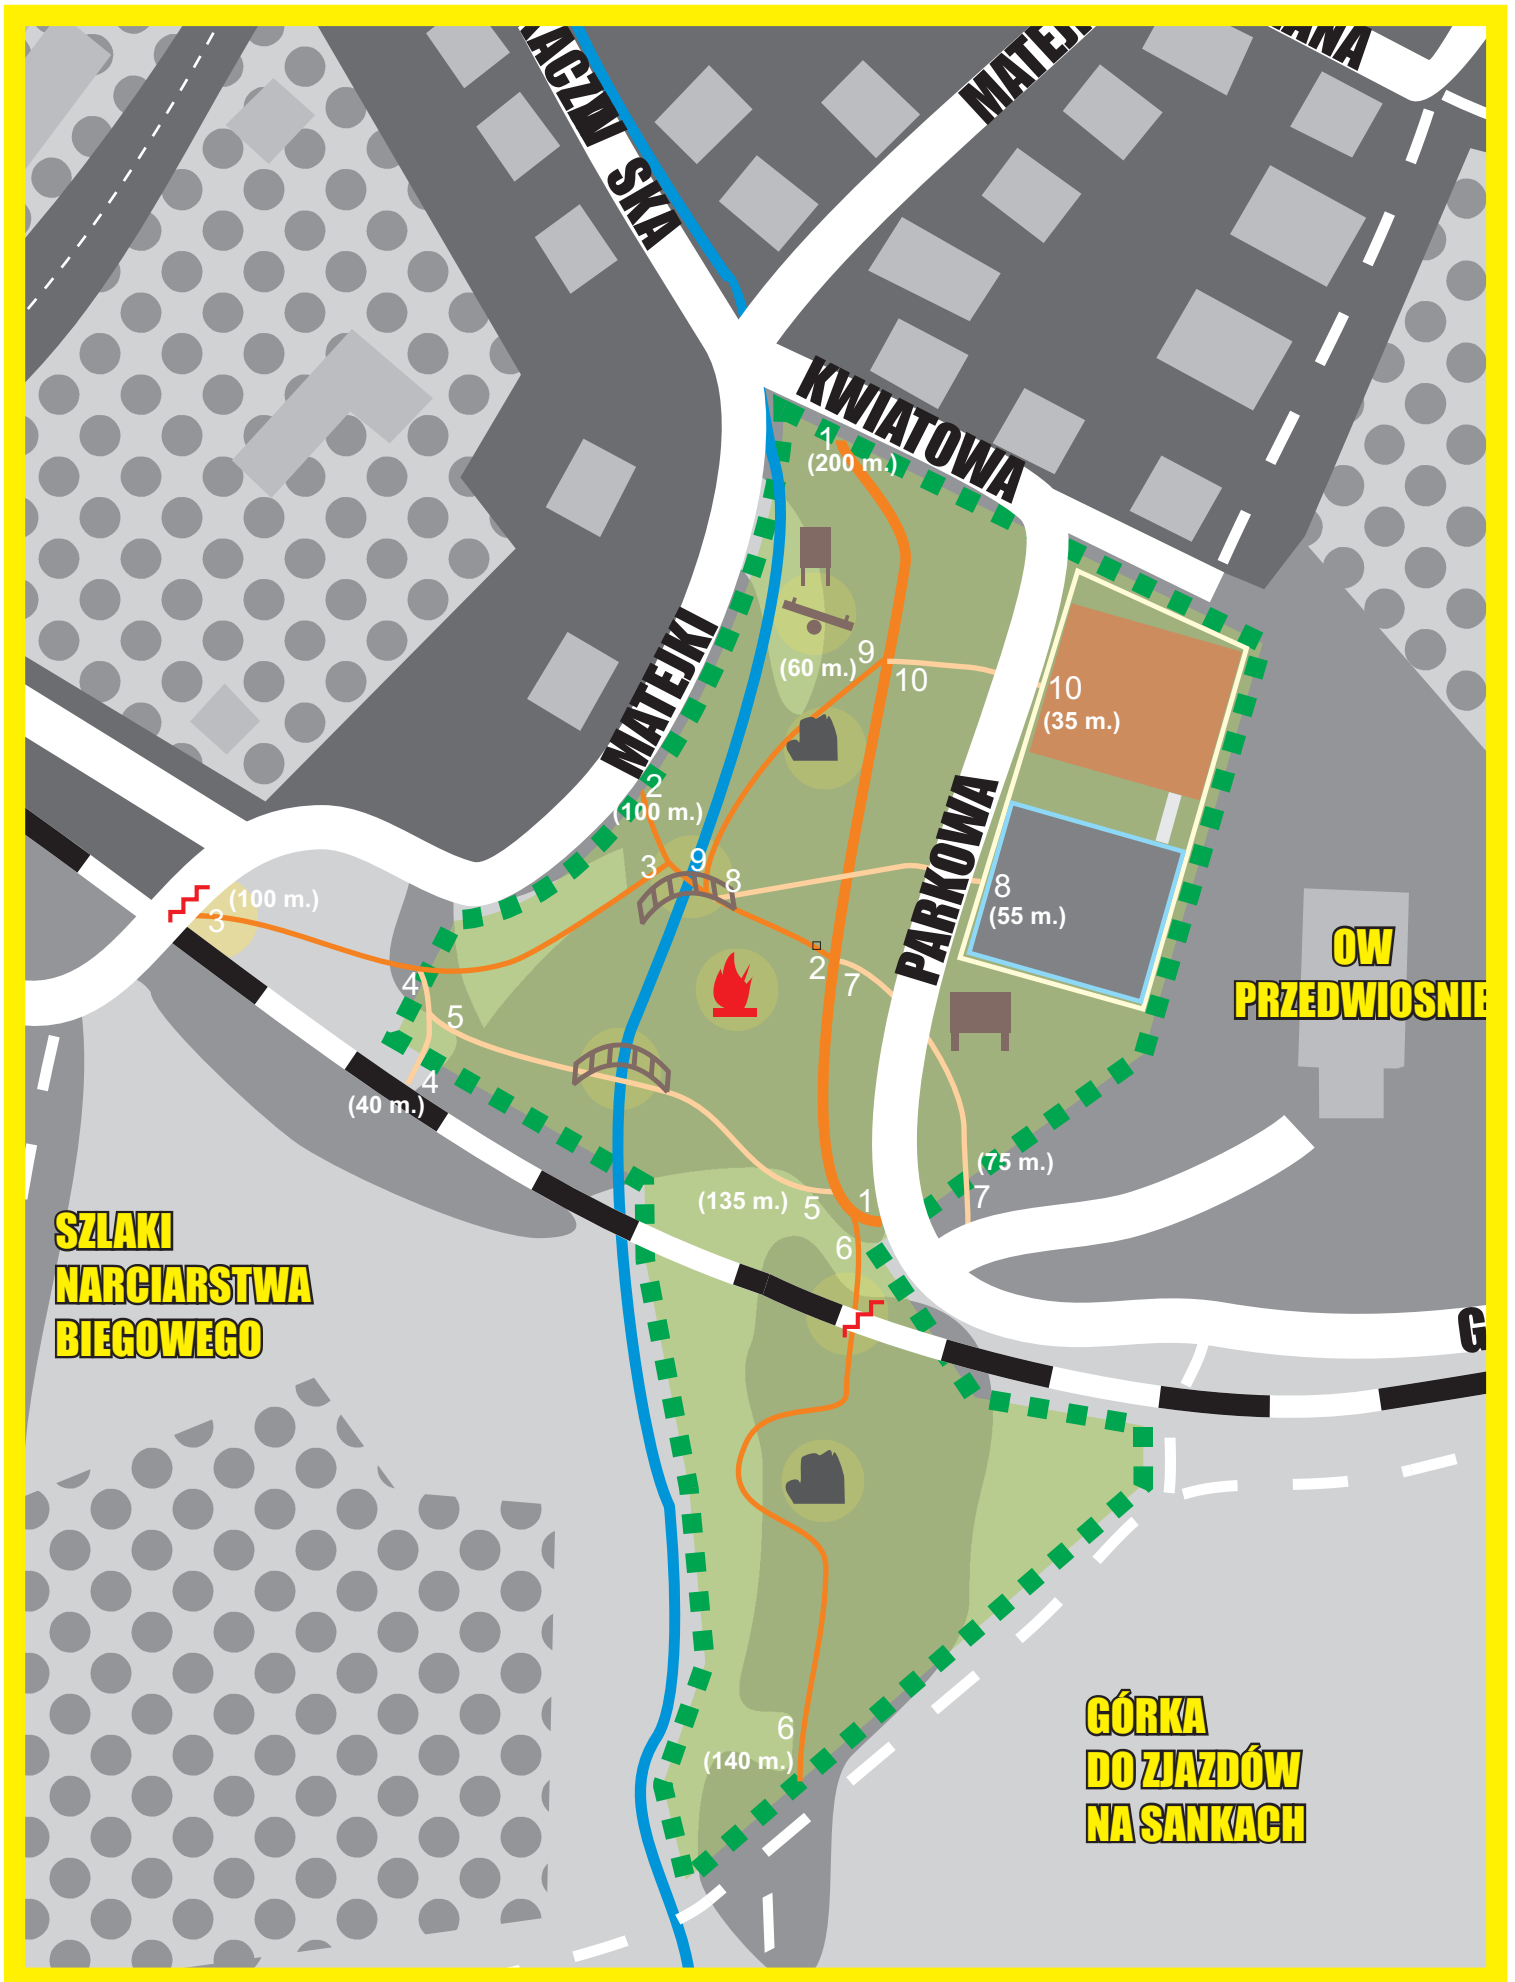 KACZW SKA
KWIATOWA
1
(200 m.)
MATEJKI
(60 m.)
9
10
10
(35 m.)
2
(100 m.)
3
9
8
8
(55 m.)
PARKOWA
3
(100 m.)
4
5
2
7
OW
PRZEDWIOSNIE
4
(40 m.)
(75 m.)
7
(135 m.)
5
1
6
SZLAKI
NARCIARSTWA
BIEGOWEGO
6
(140 m.)
GÓRKA
DO ZJAZDÓW
NA SANKACH